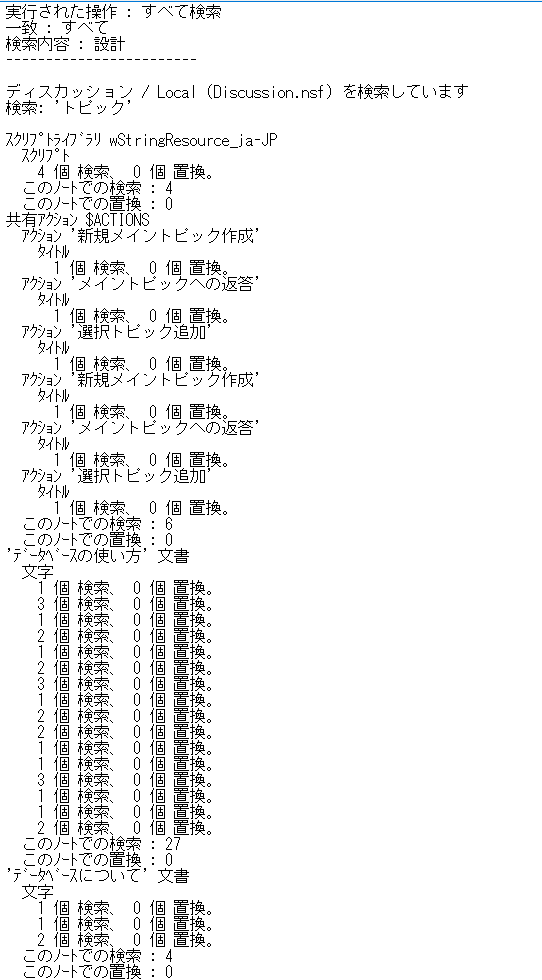 実行された操作 : すべて検索
一致 : すべて
検索内容 : 設計
------------------------
ディスカッション / Local (Discussion.nsf) を検索しています
検索: 'トピック'
ｽｸﾘﾌﾟﾄﾗｲﾌﾞﾗﾘ wStringResource_ja-JP
ｽｸﾘﾌﾟﾄ
4 個 検索、 0 個 置換。
このﾉｰﾄでの検索 : 4
このﾉｰﾄでの置換 : 0
共有ｱｸｼｮﾝ $ACTIONS
ｱｸｼｮﾝ '新規メイントピック作成'
ﾀｲﾄﾙ
1 個 検索、 0 個 置換。
ｱｸｼｮﾝ 'メイントピックへの返答'
ﾀｲﾄﾙ
1 個 検索、 0 個 置換。
ｱｸｼｮﾝ '選択トピック追加'
ﾀｲﾄﾙ
1 個 検索、 0 個 置換。
ｱｸｼｮﾝ '新規メイントピック作成'
ﾀｲﾄﾙ
1 個 検索、 0 個 置換。
ｱｸｼｮﾝ 'メイントピックへの返答'
ﾀｲﾄﾙ
1 個 検索、 0 個 置換。
ｱｸｼｮﾝ '選択トピック追加'
ﾀｲﾄﾙ
1 個 検索、 0 個 置換。
このﾉｰﾄでの検索 : 6
このﾉｰﾄでの置換 : 0
'ﾃﾞｰﾀﾍﾞｰｽの使い方' 文書
文字
1 個 検索、 0 個 置換。
3 個 検索、 0 個 置換。
1 個 検索、 0 個 置換。
2 個 検索、 0 個 置換。
1 個 検索、 0 個 置換。
2 個 検索、 0 個 置換。
3 個 検索、 0 個 置換。
1 個 検索、 0 個 置換。
2 個 検索、 0 個 置換。
2 個 検索、 0 個 置換。
1 個 検索、 0 個 置換。
1 個 検索、 0 個 置換。
3 個 検索、 0 個 置換。
1 個 検索、 0 個 置換。
1 個 検索、 0 個 置換。
2 個 検索、 0 個 置換。
このﾉｰﾄでの検索 : 27
このﾉｰﾄでの置換 : 0
'ﾃﾞｰﾀﾍﾞｰｽについて' 文書
文字
1 個 検索、 0 個 置換。
1 個 検索、 0 個 置換。
2 個 検索、 0 個 置換。
このﾉｰﾄでの検索 : 4
このﾉｰﾄでの置換 : 0